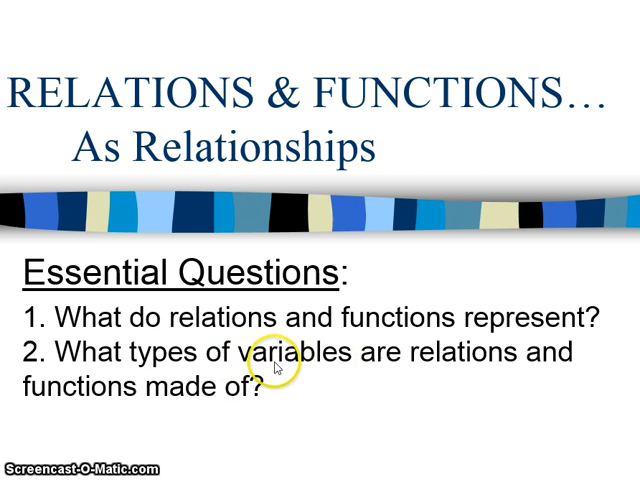 RELATIONS & FUNCTIONS…
As Relationships
Essential Questions:
1. What do relations and functions represent?
2. What types of variables are relations and
functions made of?
Screencast-O-Matic.com